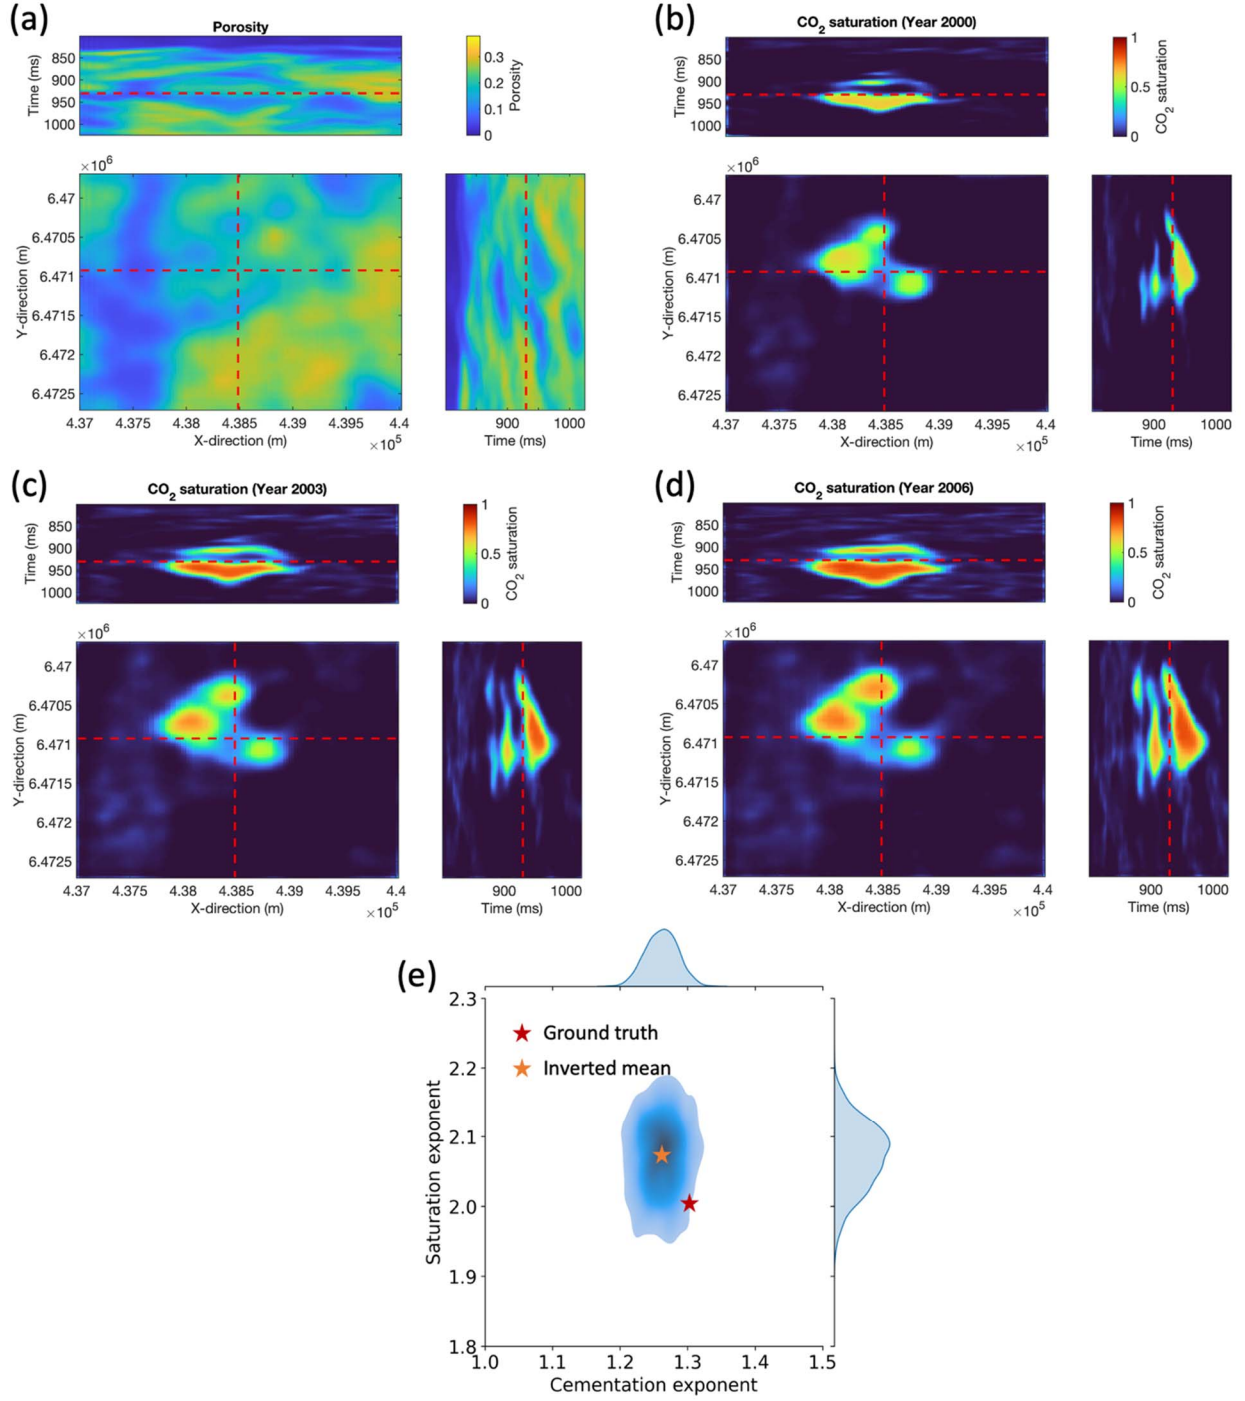 (a)
Porosity
850
900
950
1000
Time (ms)
0.3
0.2
0.1
0
Porosity
×10⁶
6.47
6.4705
6.471
6.4715
6.472
6.4725
Y-direction (m)
4.37 4.375 4.38 4.385 4.39 4.395 4.4
X-direction (m)
×10⁵
900 1000
Time (ms)
(b)
CO₂ saturation (Year 2000)
850
900
950
1000
Time (ms)
1
0.5
0
CO₂ saturation
×10⁶
6.47
6.4705
6.471
6.4715
6.472
6.4725
Y-direction (m)
4.37 4.375 4.38 4.385 4.39 4.395 4.4
X-direction (m)
×10⁵
900 1000
Time (ms)
(c)
CO₂ saturation (Year 2003)
850
900
950
1000
Time (ms)
1
0.5
0
CO₂ saturation
×10⁶
6.47
6.4705
6.471
6.4715
6.472
6.4725
Y-direction (m)
4.37 4.375 4.38 4.385 4.39 4.395 4.4
X-direction (m)
×10⁵
900 1000
Time (ms)
(d)
CO₂ saturation (Year 2006)
850
900
950
1000
Time (ms)
1
0.5
0
CO₂ saturation
×10⁶
6.47
6.4705
6.471
6.4715
6.472
6.4725
Y-direction (m)
4.37 4.375 4.38 4.385 4.39 4.395 4.4
X-direction (m)
×10⁵
900 1000
Time (ms)
(e)
2.3
2.2
2.1
2.0
1.9
1.8
Saturation exponent
Ground truth
Inverted mean
1.0 1.1 1.2 1.3 1.4 1.5
Cementation exponent